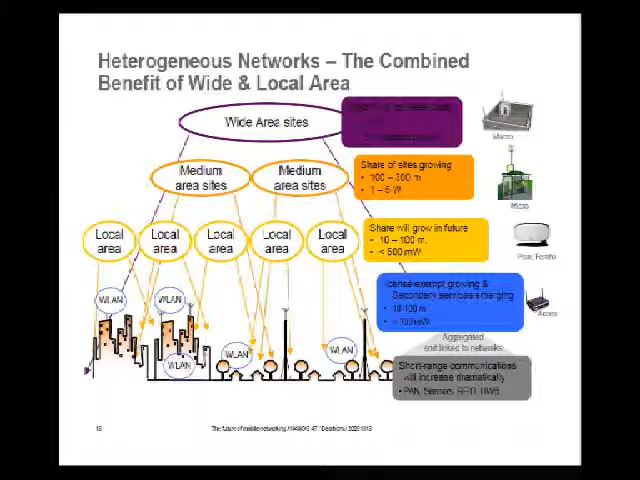 Heterogeneous Networks – The Combined
Benefit of Wide & Local Area
Wide Area sites
Macro
Medium
area sites
Medium
area sites
Share of sites growing
• 100 – 300 m
• 1 – 5 W
Micro
Local
area
Local
area
Local
area
Local
area
Local
area
Share will grow in future
• 10 – 100 m.
• < 500 mW
Pico, Femto
WLAN
WLAN
WLAN
WLAN
WLAN
exempt growing &
Secondary services emerging
• 10-100 m
Access
Aggregated
and linked to networks
Short-range communications
will increase dramatically
• PAN, Sensors, RFID, UWB,
The future of mobile networking / NANOG 47 / Dearborn /